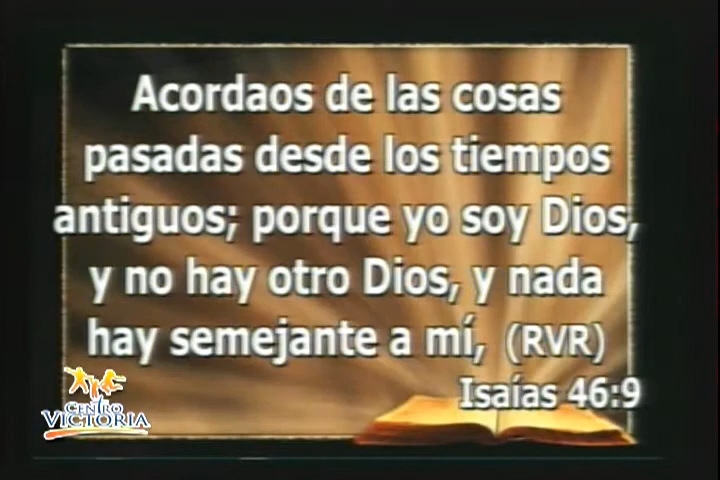 Acordaos de las cosas
pasadas desde los tiempos
antiguos; porque yo soy Dios,
y no hay otro Dios, y nada
hay semejante a mí, (RVR)
Isaías 46:9
CENTRO
VICTORIA